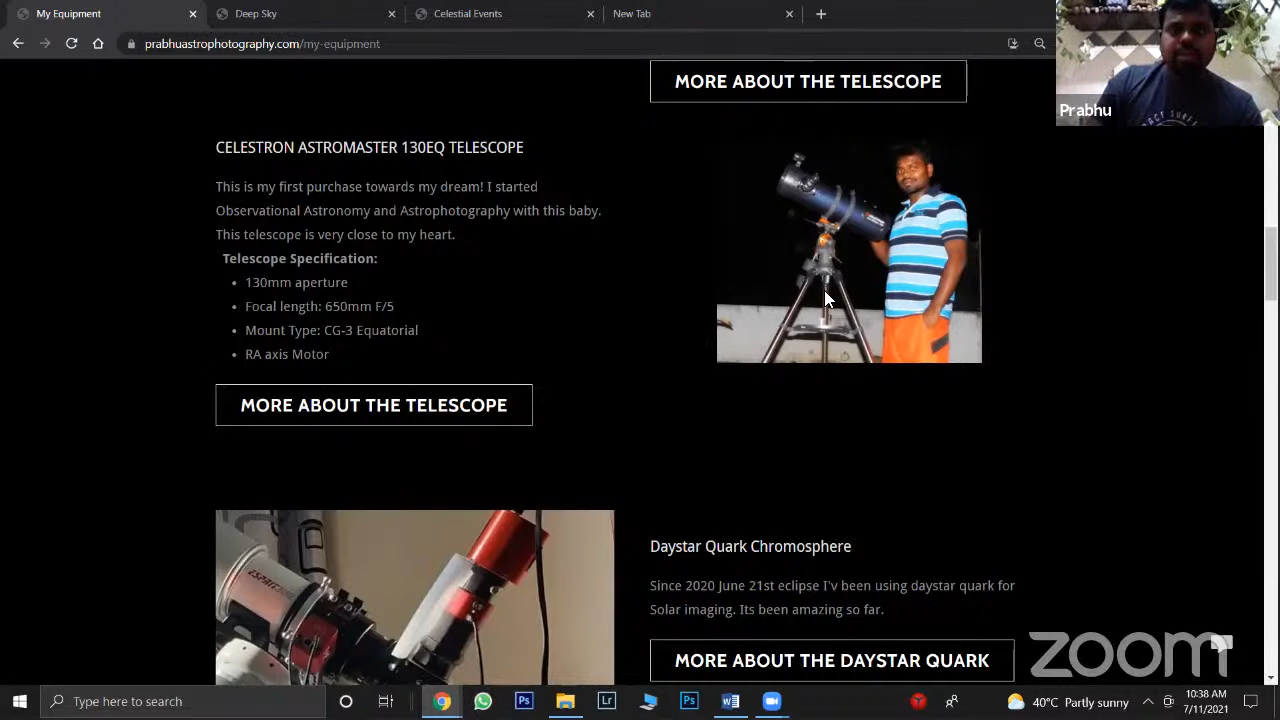 My Equipment
Deep Sky
Celestial Events
New Tab
prabhuastrophotography.com/my-equipment
Prabhu
MORE ABOUT THE TELESCOPE
CELESTRON ASTROMASTER 130EQ TELESCOPE
This is my first purchase towards my dream! I started
Observational Astronomy and Astrophotography with this baby.
This telescope is very close to my heart.
Telescope Specification:
• 130mm aperture
• Focal length: 650mm F/5
• Mount Type: CG-3 Equatorial
• RA axis Motor
MORE ABOUT THE TELESCOPE
Daystar Quark Chromosphere
Since 2020 June 21st eclipse I'v been using daystar quark for
Solar imaging. Its been amazing so far.
MORE ABOUT THE DAYSTAR QUARK
zoom
Type here to search
Ps
Lr
Ps
40°C Partly sunny
10:38 AM
7/11/2021